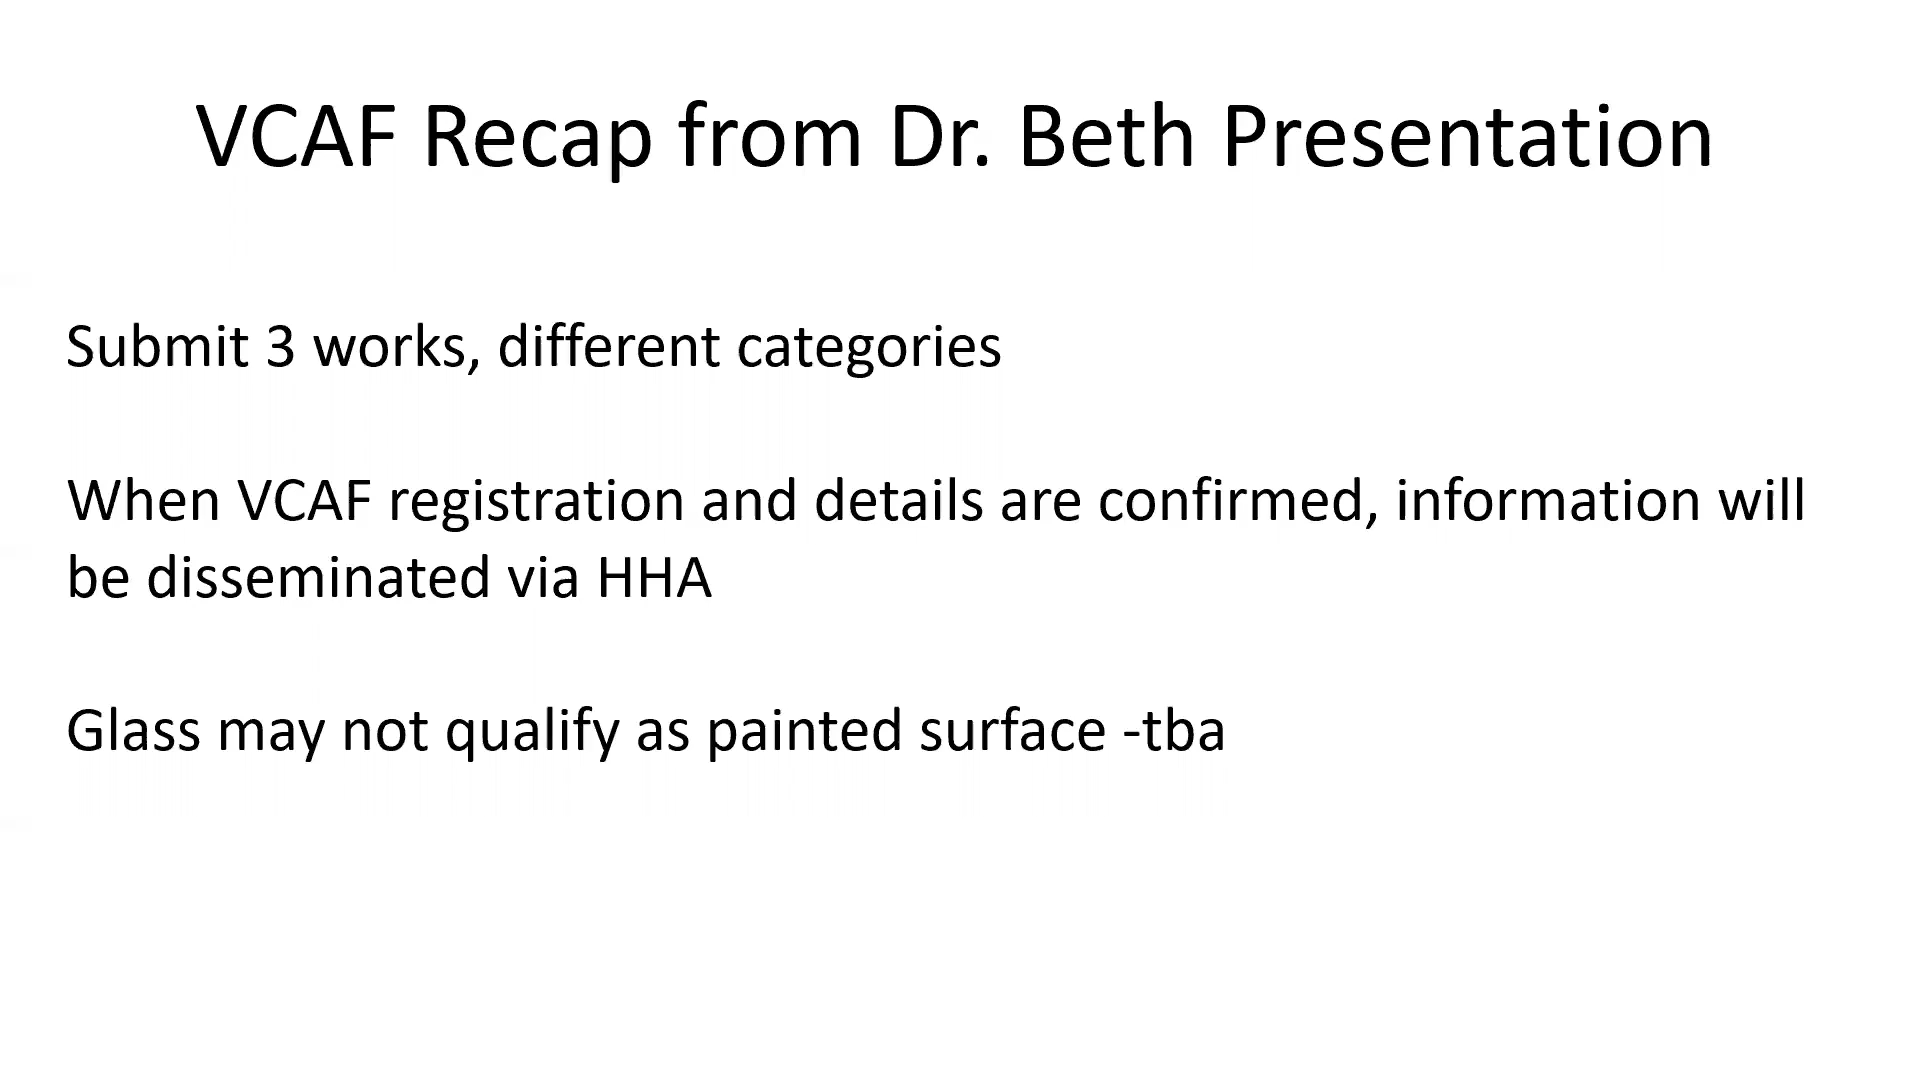 VCAF Recap from Dr. Beth Presentation
Submit 3 works, different categories
When VCAF registration and details are confirmed, information will
be disseminated via HHA
Glass may not qualify as painted surface -tba